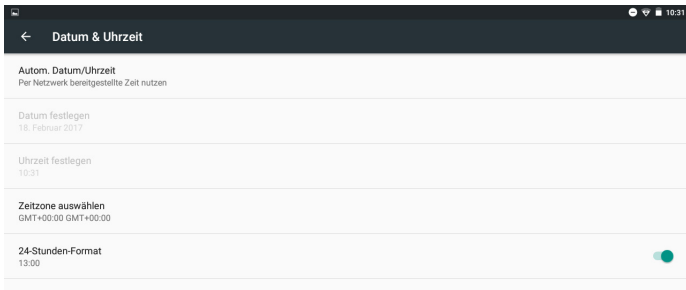 10:31
Datum & Uhrzeit
Autom. Datum/Uhrzeit
Per Netzwerk bereitgestellte Zeit nutzen
Datum festlegen
18. Februar 2017
Uhrzeit festlegen
10:31
Zeitzone auswählen
GMT+00:00 GMT+00:00
24-Stunden-Format
13:00